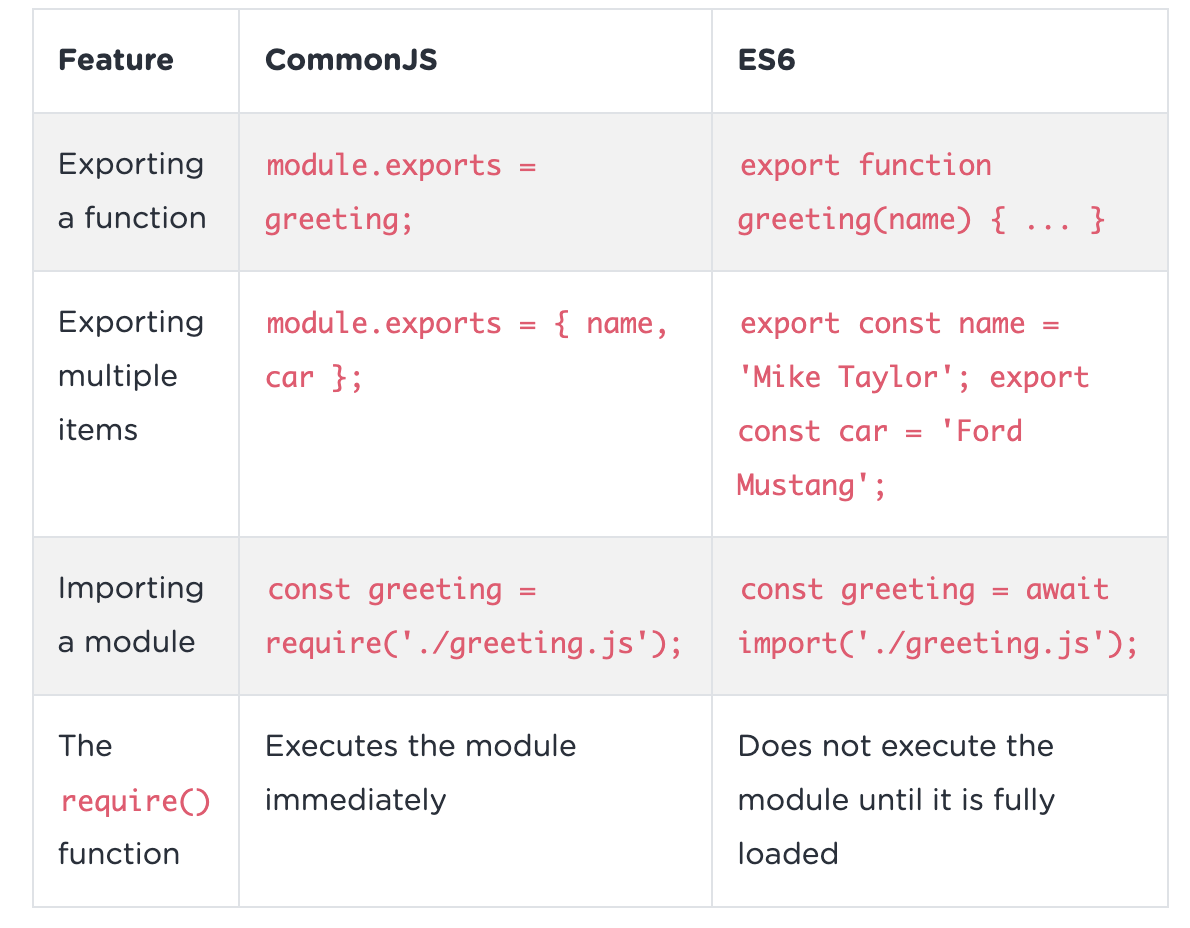 Feature
CommonJS
ES6
Exporting
a function
module.exports =
greeting;
export function
greeting(name) { ... }
Exporting
multiple
items
module.exports = { name,
car };
export const name =
'Mike Taylor'; export
const car = 'Ford
Mustang';
Importing
a module
const greeting =
require('./greeting.js');
const greeting = await
import('./greeting.js');
The
require()
function
Executes the module
immediately
Does not execute the
module until it is fully
loaded